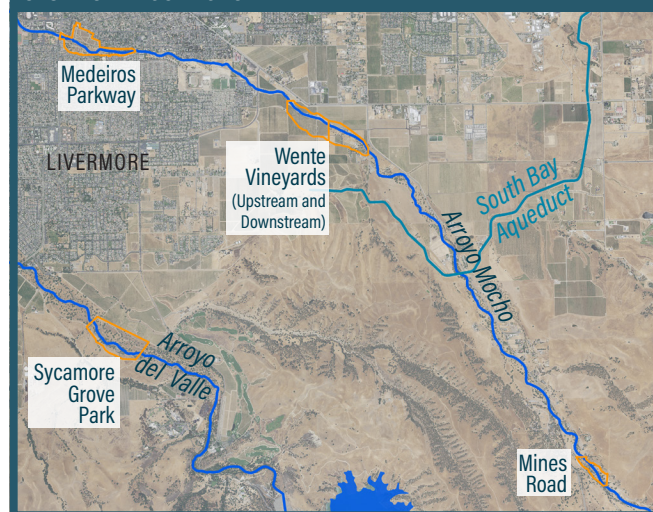 Medeiros
Parkway
LIVERMORE
Wente
Vineyards
(Upstream and
Downstream)
South Bay
Aqueduct
Arroyo Mocho
Arroyo
del Valle
Sycamore
Grove
Park
Mines
Road